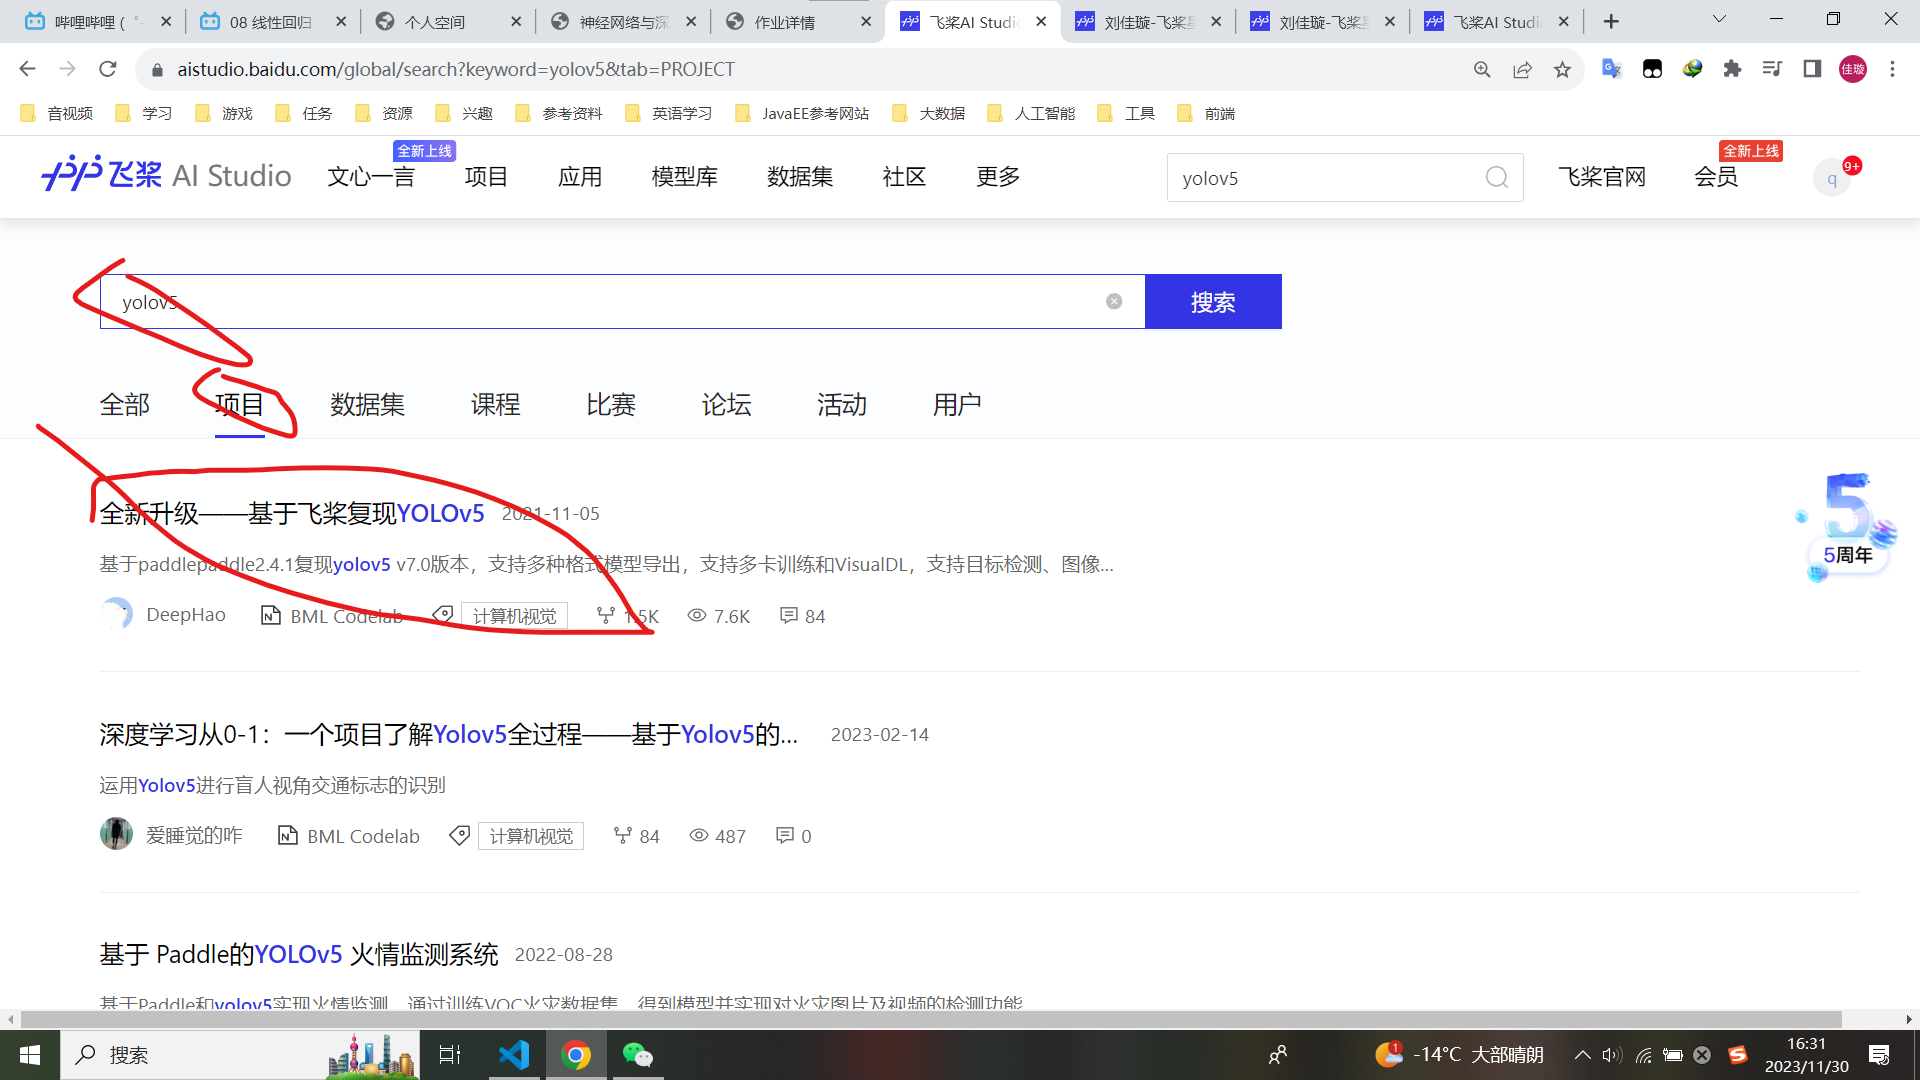 哔哩哔哩 ( ゜-
08 线性回归
个人空间
神经网络与深
作业详情
飞桨AI Studio
刘佳璇-飞桨星
刘佳璇-飞桨星
飞桨AI Studio
aistudio.baidu.com/global/search?keyword=yolov5&tab=PROJECT
佳璇
音视频
学习
游戏
任务
资源
兴趣
参考资料
英语学习
JavaEE参考网站
大数据
人工智能
工具
前端
飞桨 AI Studio
文心一言
全新上线
项目
应用
模型库
数据集
社区
更多
yolov5
飞桨官网
会员
全新上线
q
9+
yolov5
搜索
全部
项目
数据集
课程
比赛
论坛
活动
用户
全新升级——基于飞桨复现YOLOv5 2021-11-05
基于paddlepaddle2.4.1复现yolov5 v7.0版本，支持多种格式模型导出，支持多卡训练和VisualDL，支持目标检测、图像...
DeepHao BML Codelab 计算机视觉 1.5K 7.6K 84
5
5周年
深度学习从0-1：一个项目了解Yolov5全过程——基于Yolov5的... 2023-02-14
运用Yolov5进行盲人视角交通标志的识别
爱睡觉的咋 BML Codelab 计算机视觉 84 487 0
基于 Paddle的YOLOv5 火情监测系统 2022-08-28
基于Paddle和yolov5实现火情监测，通过训练VOC火灾数据集，得到模型并实现对火灾图片及视频的检测功能
搜索
1
-14°C 大部晴朗
16:31
2023/11/30